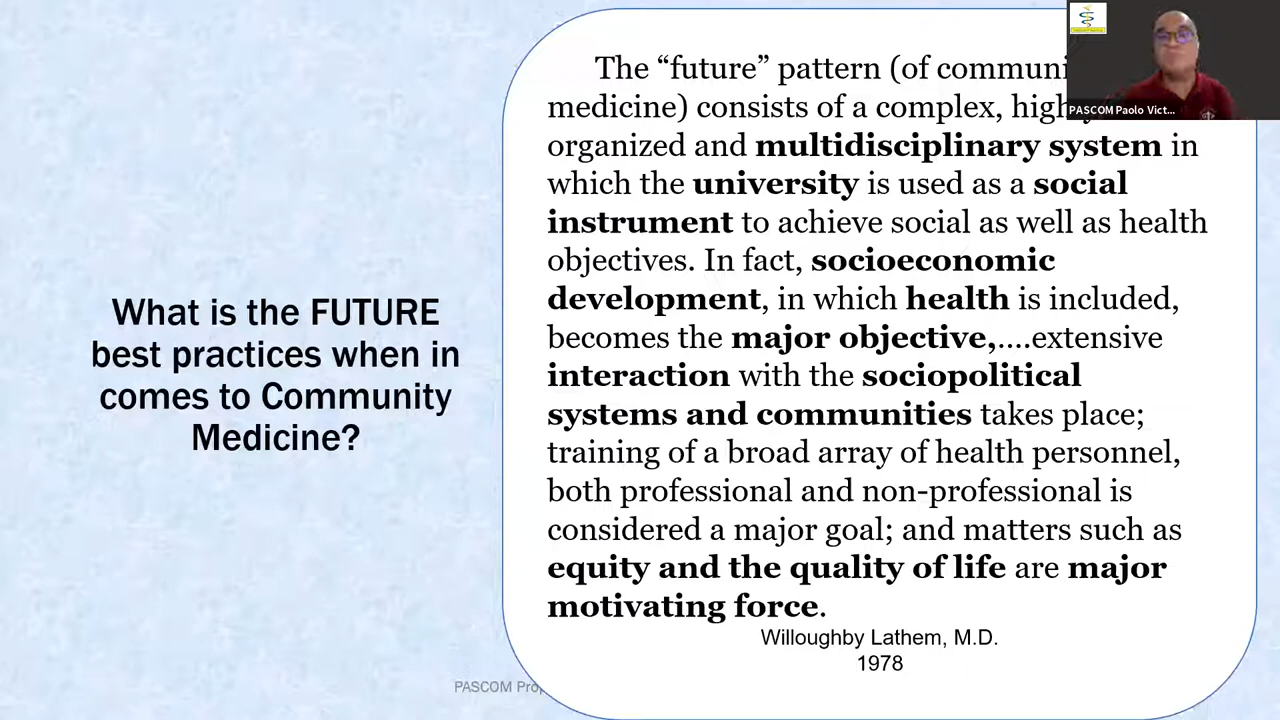 What is the FUTURE
best practices when in
comes to Community
Medicine?
The “future” pattern (of
medicine) consists of a complex,
organized and multidisciplinary system in
which the university is used as a social
instrument to achieve social as well as health
objectives. In fact, socioeconomic
development, in which health is included,
becomes the major objective,....extensive
interaction with the sociopolitical
systems and communities takes place;
training of a broad array of health personnel,
both professional and non-professional is
considered a major goal; and matters such as
equity and the quality of life are major
motivating force.
Willoughby Lathem, M.D.
1978
PASCOM
PASCOM Paolo Vict...